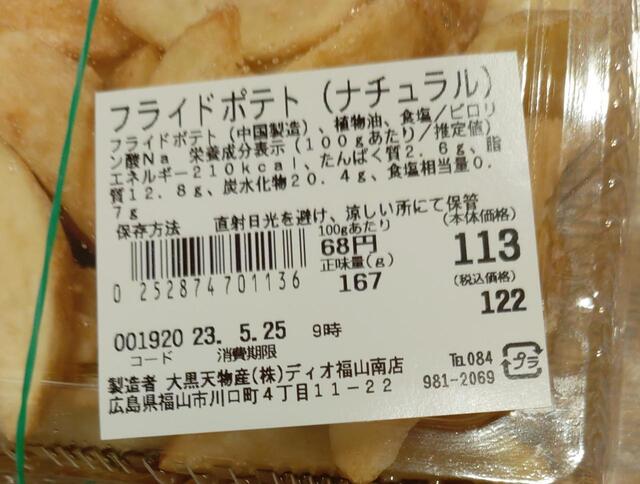 フライドポテト (ナチュラル)
フライドポテト(中国製造)、植物油、食塩/ピロリ
ン酸Na 栄養成分表示(100gあたり/推定値)
エネルギー210kcal、たんぱく質2.6g、脂
質12.8g、炭水化物20.4g、食塩相当量0.
7g
保存方法 直射日光を避け、涼しい所にて保管
100gあたり (本体価格)
68円 113
正味量(g) (税込価格)
167 122
0 252874 701136
001920 23. 5.25 9時
コード 消費期限
製造者 大黒天物産(株)ディオ福山南店 TEL084
広島県福山市川口町4丁目11-22 981-2069
プラ